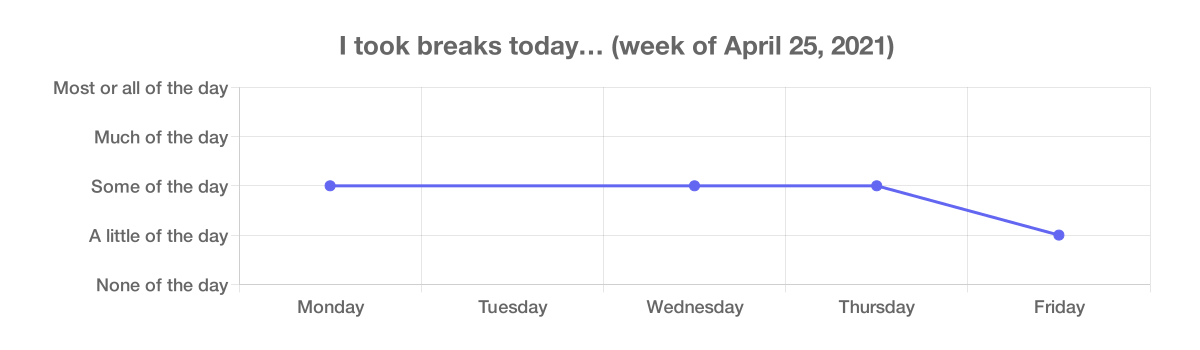 I took breaks today… (week of April 25, 2021)
Most or all of the day
Much of the day
Some of the day
A little of the day
None of the day
Monday Tuesday Wednesday Thursday Friday